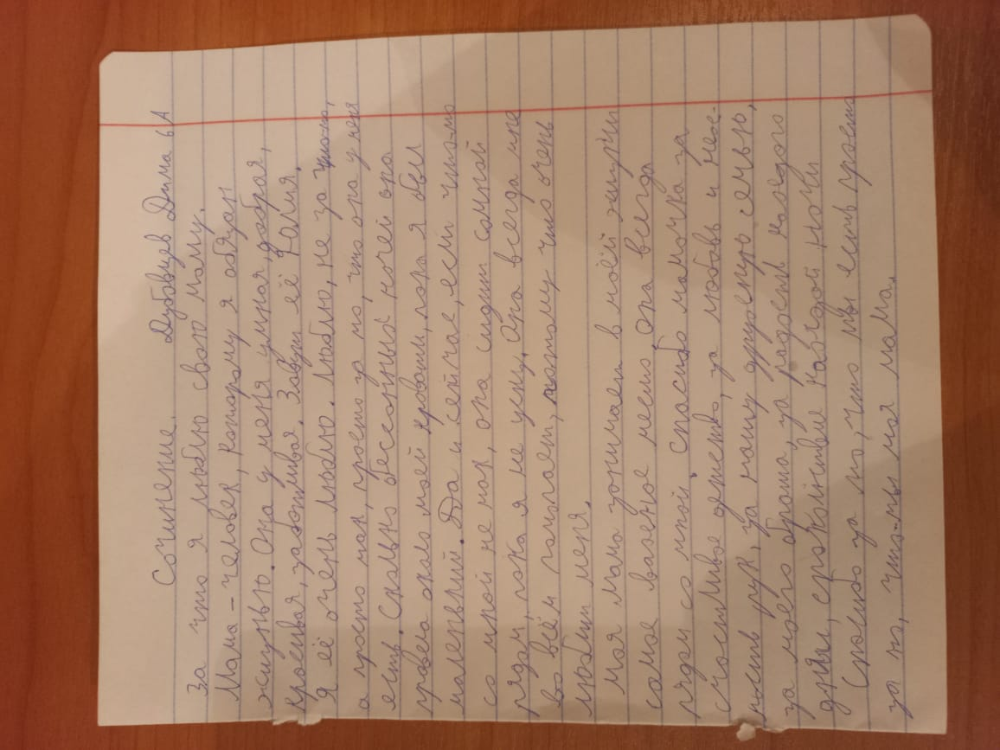 Сочинение. Дубовцев Дима 6А
За что я люблю свою маму.
Мама - человек, которому я обязан
жизнью. Она у меня умная, добрая,
красивая, заботливая. Зовут её Галия.
Я её очень люблю. Люблю, не за что-то,
а просто так, просто за то, что она у меня
есть. Сколько бессонных ночей она
провела около моей кровати, пока я был
маленький. Да и сейчас, если что-то
со мной не так, она сидит со мной
рядом, пока я не усну. Она всегда мне
во всём помогает, потому что очень
любит меня.
Моя мама занимает в моей жизни
самое важное место, она всегда
рядом со мной. Спасибо мамочка за
счастливое детство, за любовь и неж-
ность рук, за нашу дружную семью,
за моего брата, за радость каждого
дня, спокойствие каждой ночи
Спасибо за то, что ты есть просто
за то, что-ты моя мама.